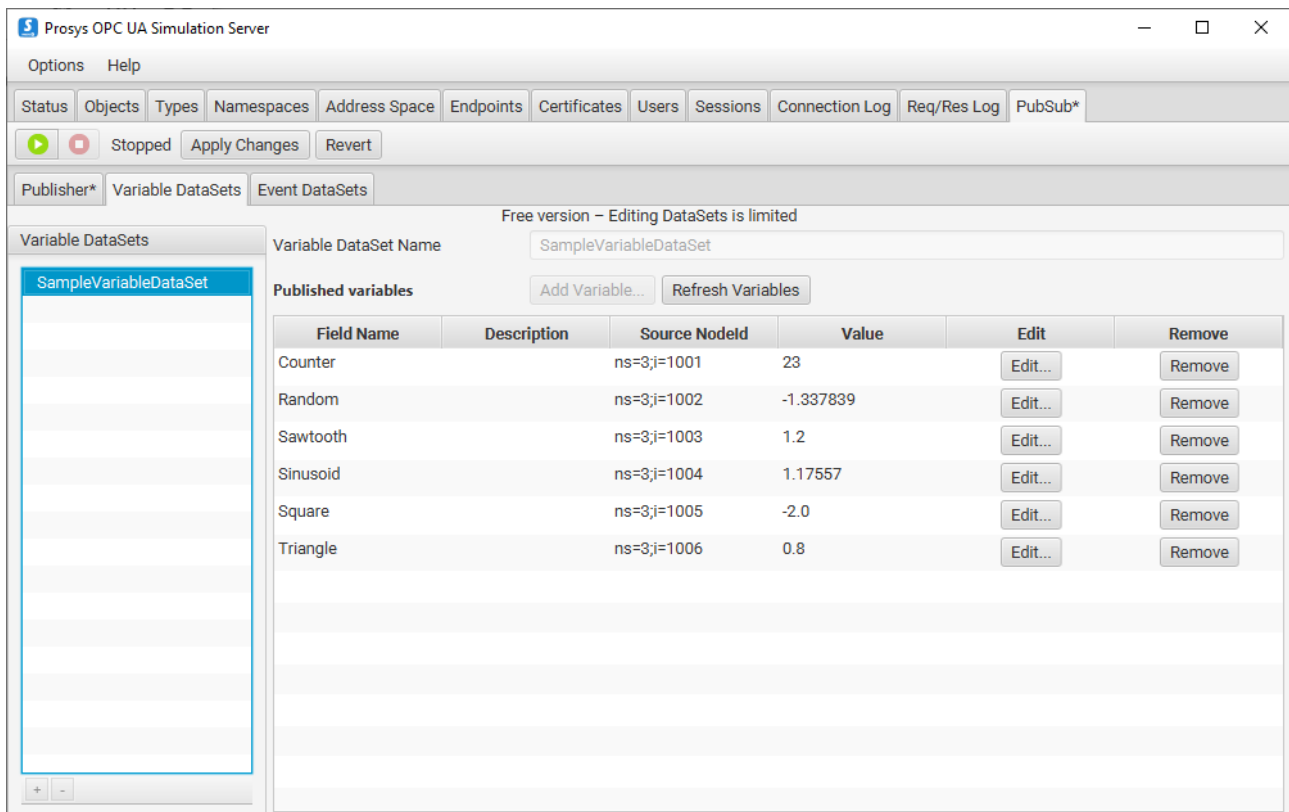 Prosys OPC UA Simulation Server
Options Help
Status Objects Types Namespaces Address Space Endpoints Certificates Users Sessions Connection Log Req/Res Log PubSub*
Stopped Apply Changes Revert
Publisher* Variable DataSets Event DataSets
Free version – Editing DataSets is limited
Variable DataSets
SampleVariableDataSet
Variable DataSet Name SampleVariableDataSet
Published variables Add Variable... Refresh Variables
Field Name Description Source NodeId Value Edit Remove
Counter ns=3;i=1001 23 Edit... Remove
Random ns=3;i=1002 -1.337839 Edit... Remove
Sawtooth ns=3;i=1003 1.2 Edit... Remove
Sinusoid ns=3;i=1004 1.17557 Edit... Remove
Square ns=3;i=1005 -2.0 Edit... Remove
Triangle ns=3;i=1006 0.8 Edit... Remove
+ -